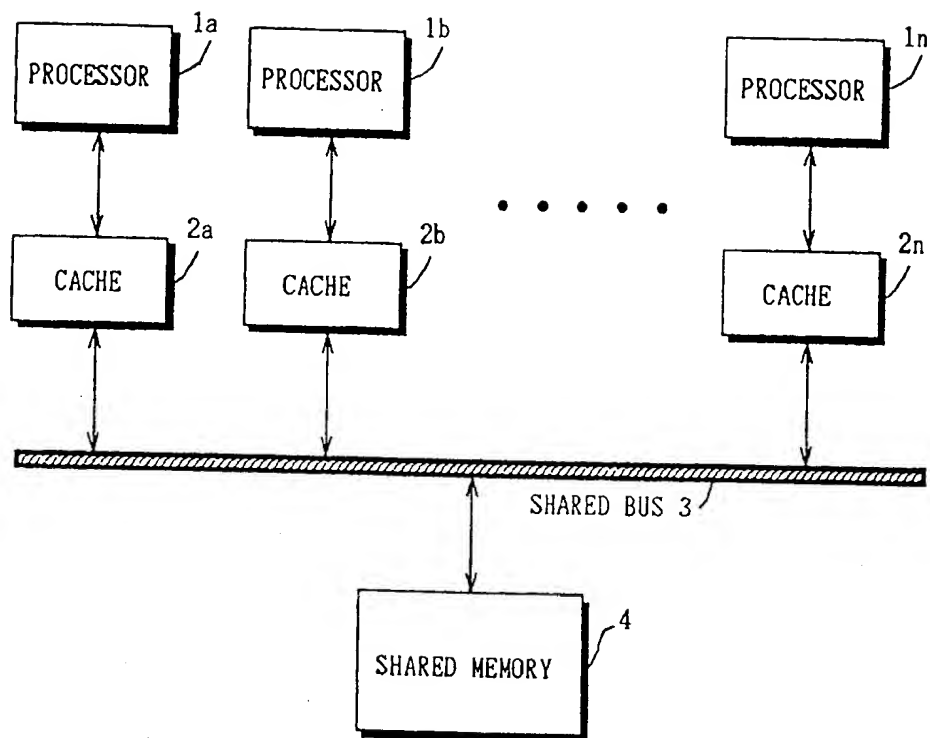 1a
1b
1n
PROCESSOR
PROCESSOR
PROCESSOR
2a
2b
2n
CACHE
CACHE
CACHE
SHARED BUS 3
4
SHARED MEMORY